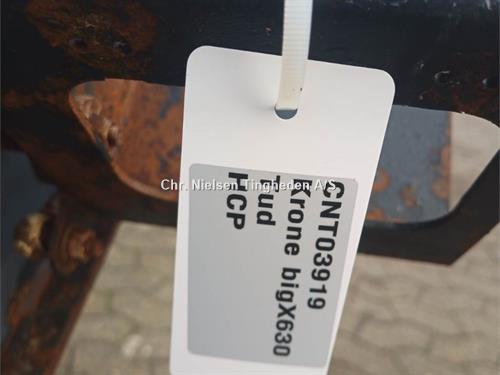 CNT03919
Krone bigX630
Tud
HCP
Chr. Nielsen Tingheden A/S